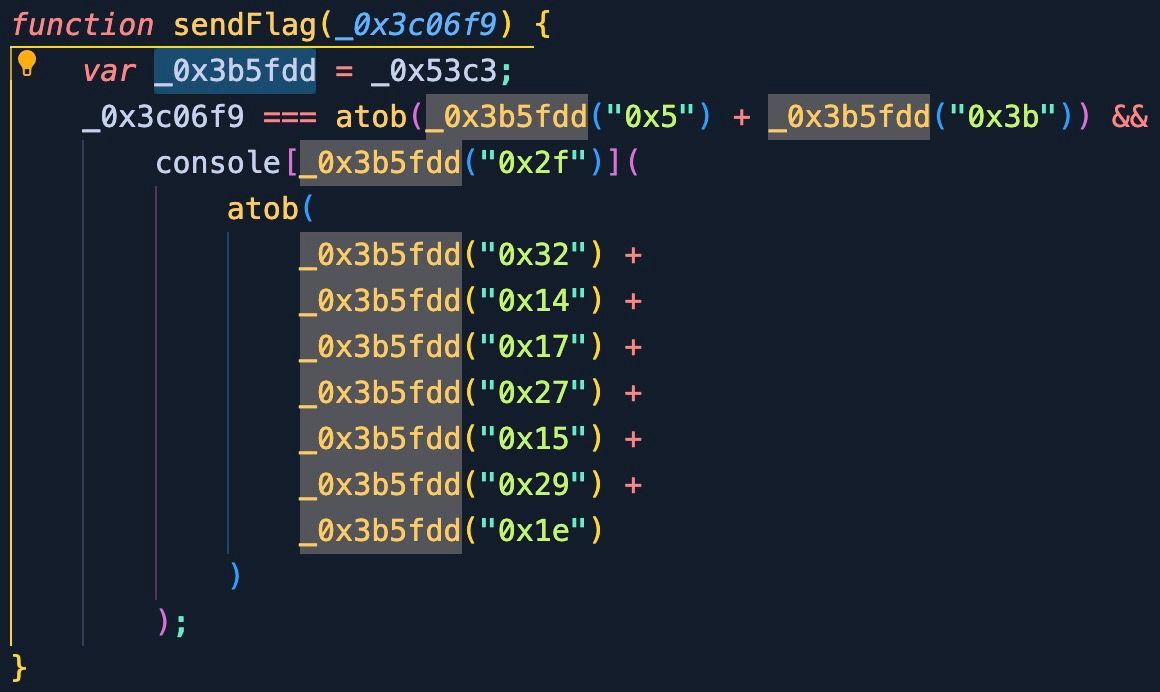 function sendFlag(_0x3c06f9) {
var _0x3b5fdd = _0x53c3;
_0x3c06f9 === atob(_0x3b5fdd("0x5") + _0x3b5fdd("0x3b")) &&
console[_0x3b5fdd("0x2f")](
atob(
_0x3b5fdd("0x32") +
_0x3b5fdd("0x14") +
_0x3b5fdd("0x17") +
_0x3b5fdd("0x27") +
_0x3b5fdd("0x15") +
_0x3b5fdd("0x29") +
_0x3b5fdd("0x1e")
)
);
}